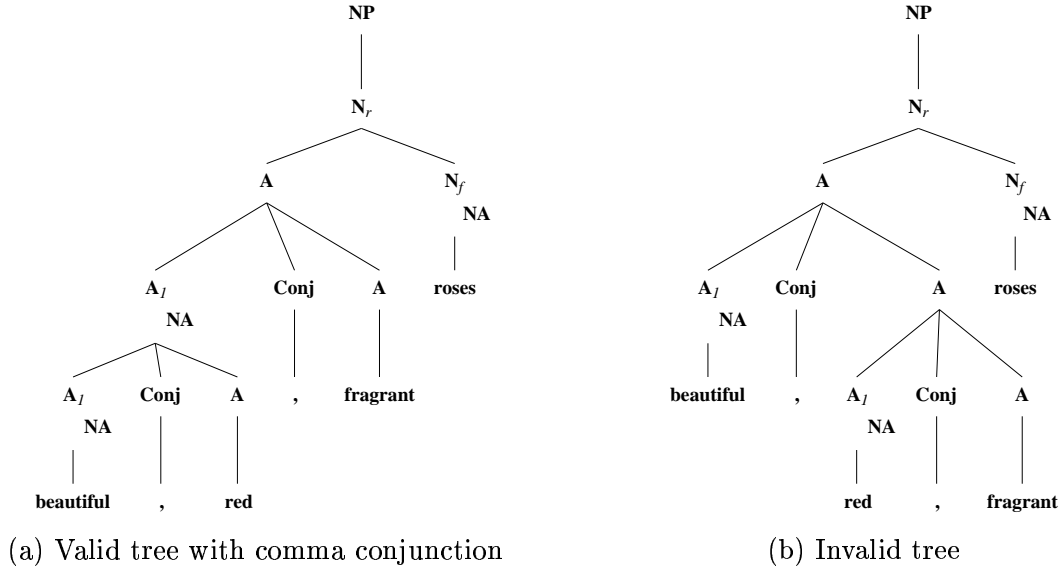 NP NP
N_r N_r
A N_f A N_f
NA NA
A_1 Conj A roses A_1 Conj A roses
NA NA
A_1 Conj A , fragrant beautiful , A_1 Conj A
NA NA
beautiful , red red , fragrant
(a) Valid tree with comma conjunction (b) Invalid tree